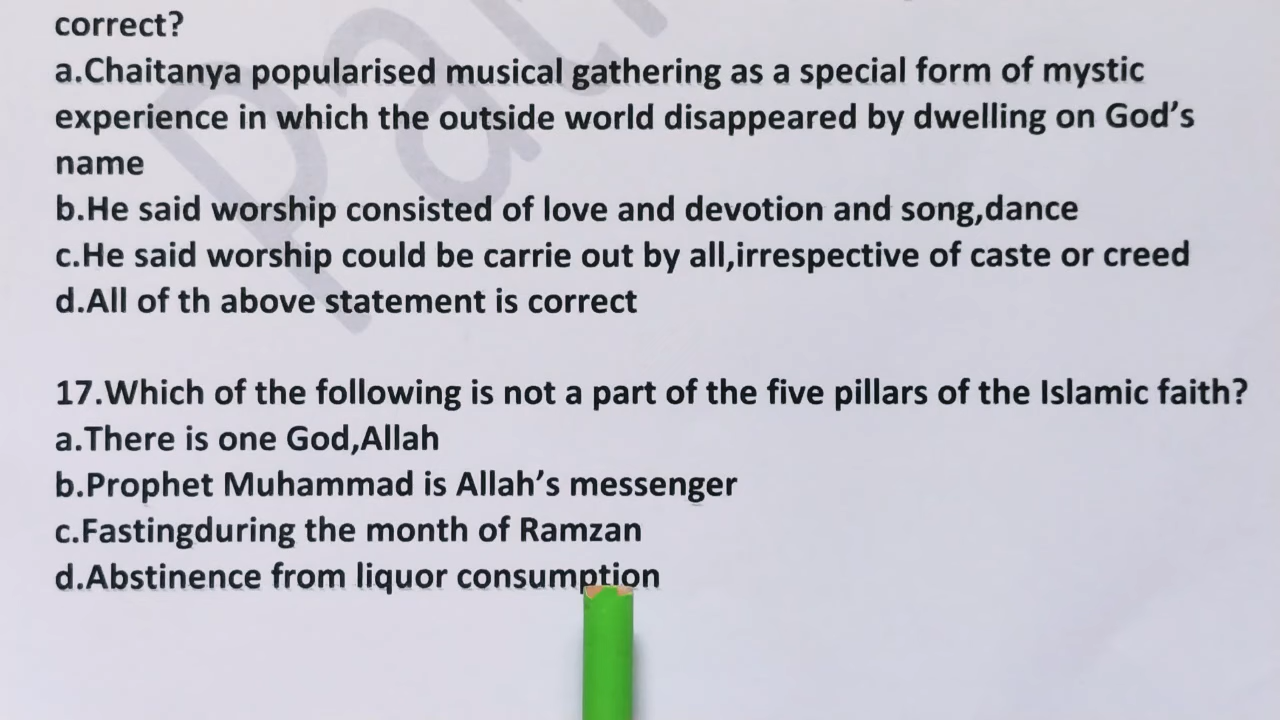 correct?
a.Chaitanya popularised musical gathering as a special form of mystic
experience in which the outside world disappeared by dwelling on God's
name
b.He said worship consisted of love and devotion and song,dance
c.He said worship could be carrie out by all,irrespective of caste or creed
d.All of th above statement is correct
17.Which of the following is not a part of the five pillars of the Islamic faith?
a.There is one God,Allah
b.Prophet Muhammad is Allah's messenger
c.Fastingduring the month of Ramzan
d.Abstinence from liquor consumption